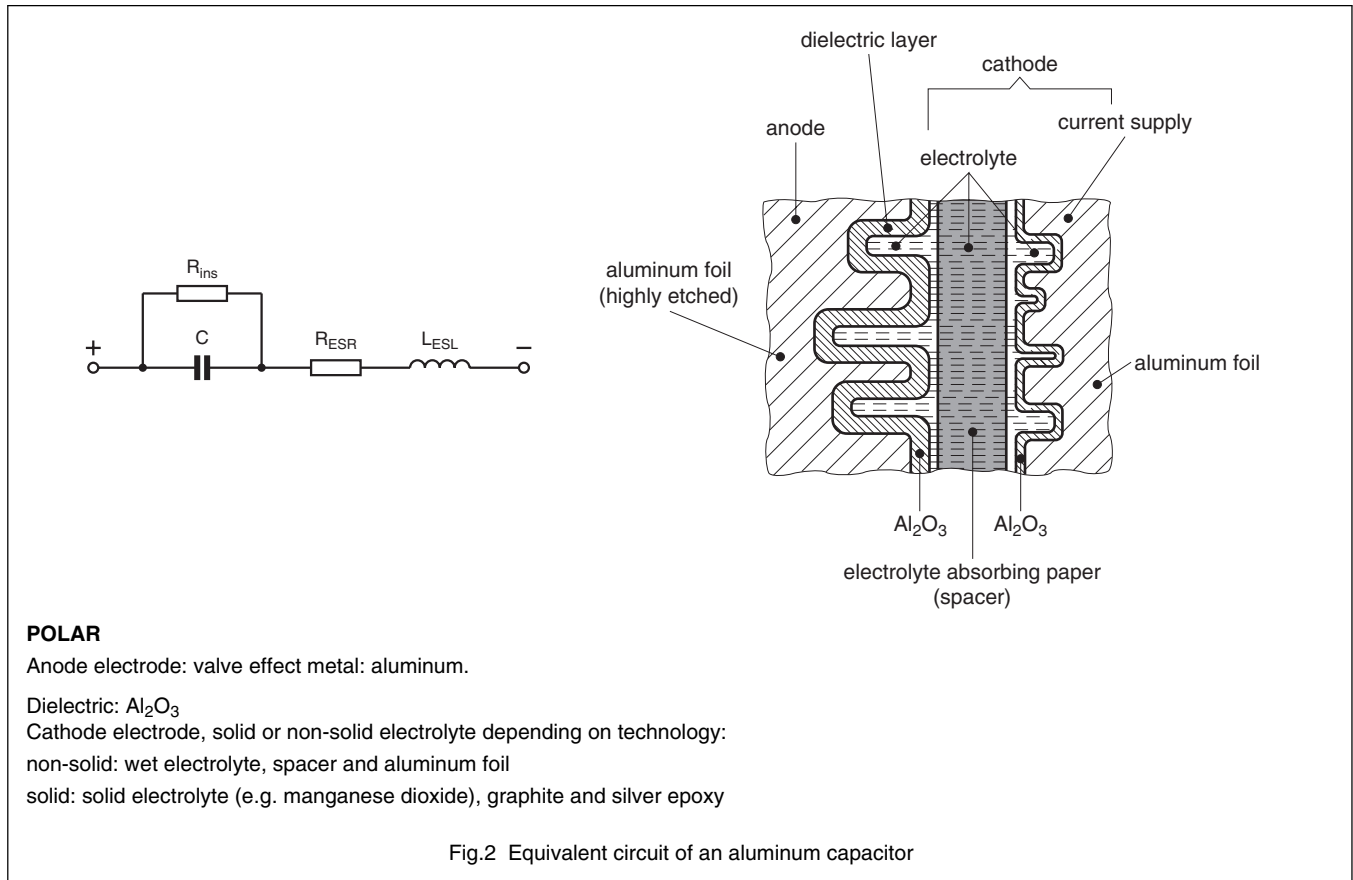 dielectric layer
cathode
anode
current supply
electrolyte
aluminum foil
(highly etched)
R_ins
C
+
R_ESR
L_ESL
–
aluminum foil
Al₂O₃
Al₂O₃
electrolyte absorbing paper
(spacer)
POLAR
Anode electrode: valve effect metal: aluminum.
Dielectric: Al₂O₃
Cathode electrode, solid or non-solid electrolyte depending on technology:
non-solid: wet electrolyte, spacer and aluminum foil
solid: solid electrolyte (e.g. manganese dioxide), graphite and silver epoxy
Fig.2 Equivalent circuit of an aluminum capacitor